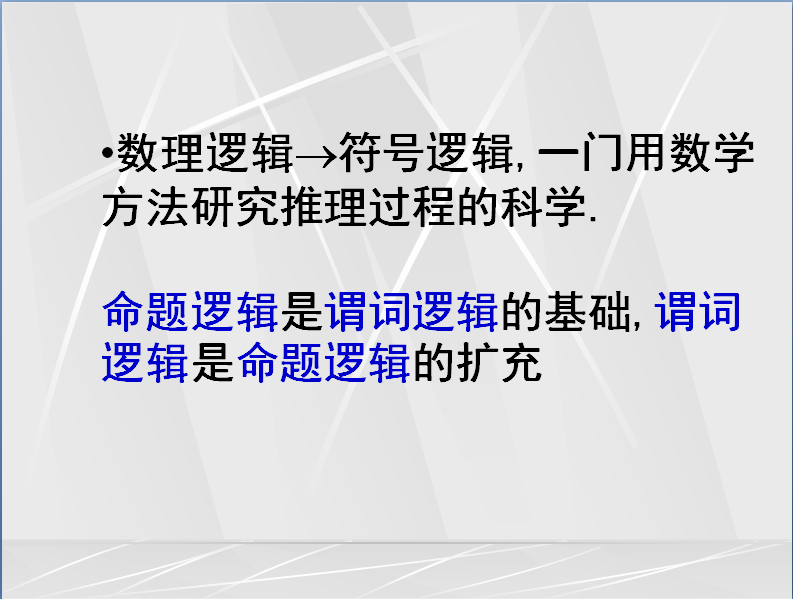 •数理逻辑→符号逻辑, 一门用数学
方法研究推理过程的科学.
命题逻辑是谓词逻辑的基础, 谓词
逻辑是命题逻辑的扩充